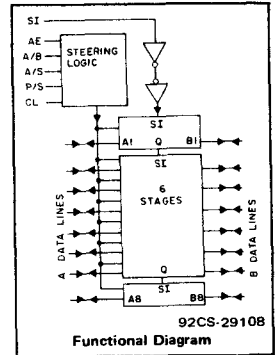 SI
AE
A/B
A/S
P/S
CL
STEERING
LOGIC
SI
A1 Q B1
SI
6
STAGES
A DATA LINES
B DATA LINES
Q
SI
A8 B8
92CS-29108
Functional Diagram